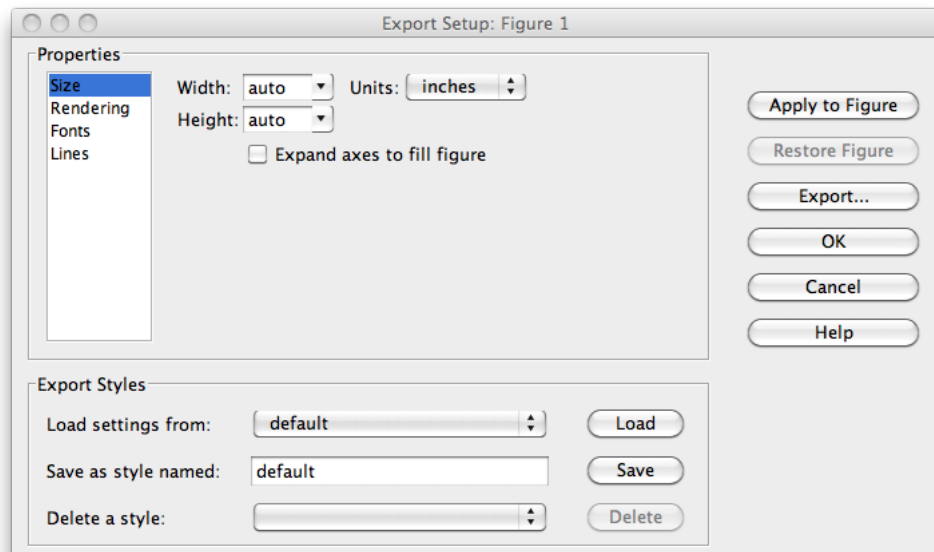 Export Setup: Figure 1
Properties
Size
Rendering
Fonts
Lines
Width: auto Units: inches
Height: auto
Expand axes to fill figure
Apply to Figure
Restore Figure
Export...
OK
Cancel
Help
Export Styles
Load settings from: default Load
Save as style named: default Save
Delete a style: Delete